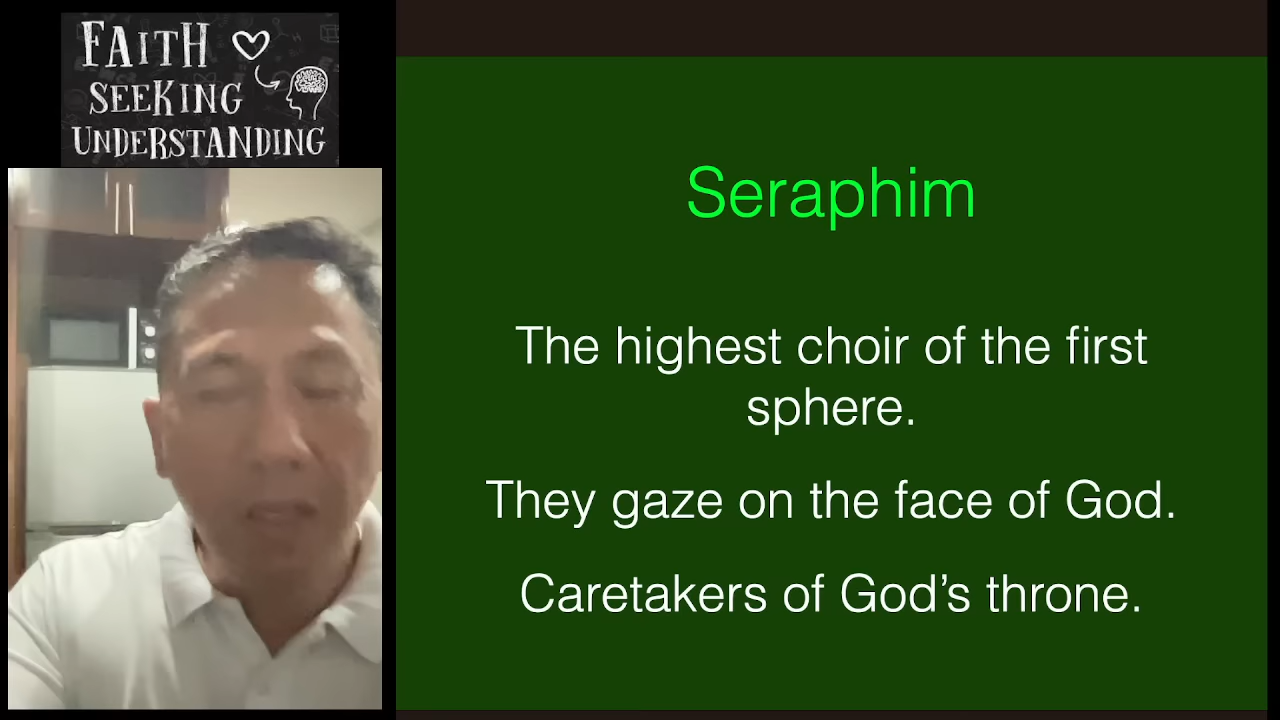 FAITH
SEEKING
UNDERSTANDING
Seraphim
The highest choir of the first
sphere.
They gaze on the face of God.
Caretakers of God’s throne.